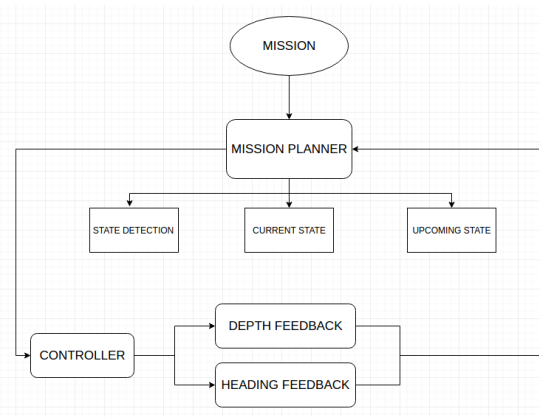 MISSION
MISSION PLANNER
STATE DETECTION
CURRENT STATE
UPCOMING STATE
DEPTH FEEDBACK
CONTROLLER
HEADING FEEDBACK